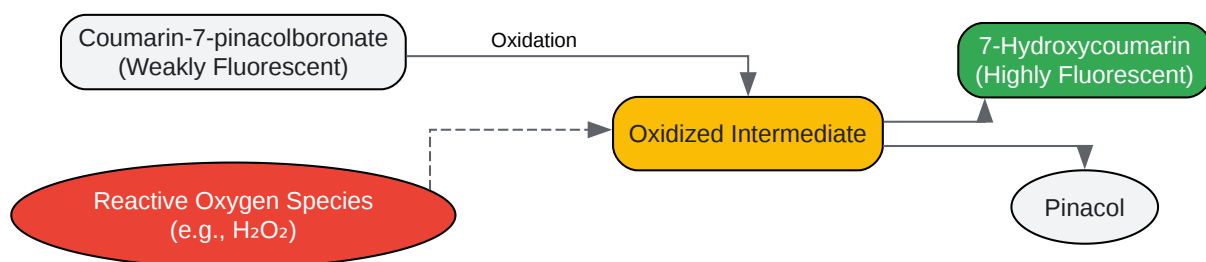 Coumarin-7-pinacolboronate
(Weakly Fluorescent)
Oxidation
7-Hydroxycoumarin
(Highly Fluorescent)
Oxidized Intermediate
Reactive Oxygen Species
(e.g., H₂O₂)
Pinacol